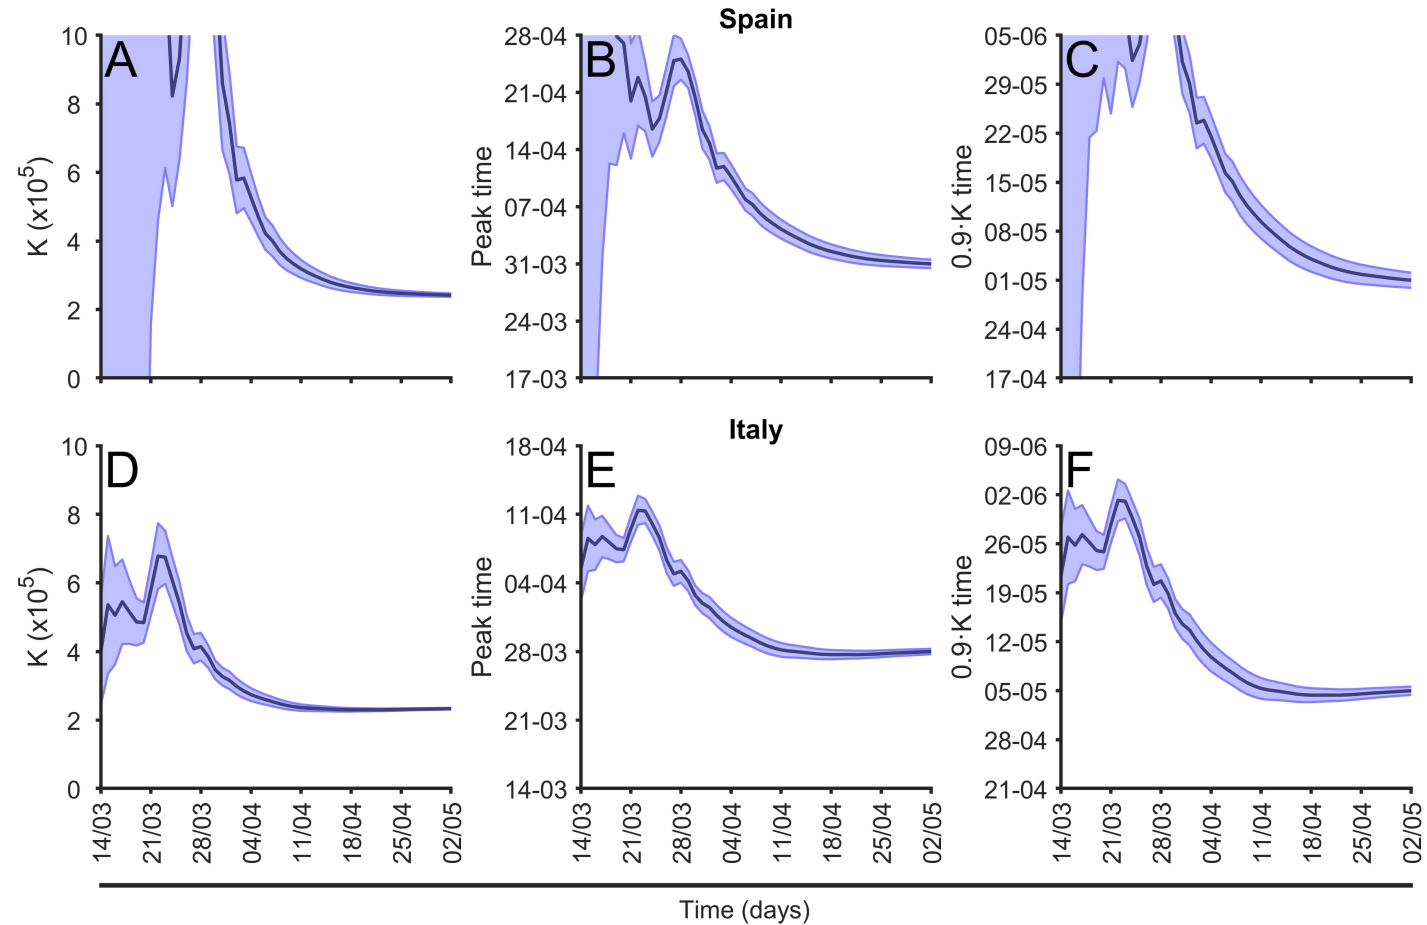 Spain
A
10
8
6
4
2
0
K (x10^5)
B
28-04
21-04
14-04
07-04
31-03
24-03
17-03
Peak time
C
05-06
29-05
22-05
15-05
08-05
01-05
24-04
17-04
0.9·K time
Italy
D
10
8
6
4
2
0
K (x10^5)
14/03 21/03 28/03 04/04 11/04 18/04 25/04 02/05
E
18-04
11-04
04-04
28-03
21-03
14-03
Peak time
14/03 21/03 28/03 04/04 11/04 18/04 25/04 02/05
F
09-06
02-06
26-05
19-05
12-05
05-05
28-04
21-04
0.9·K time
14/03 21/03 28/03 04/04 11/04 18/04 25/04 02/05
Time (days)